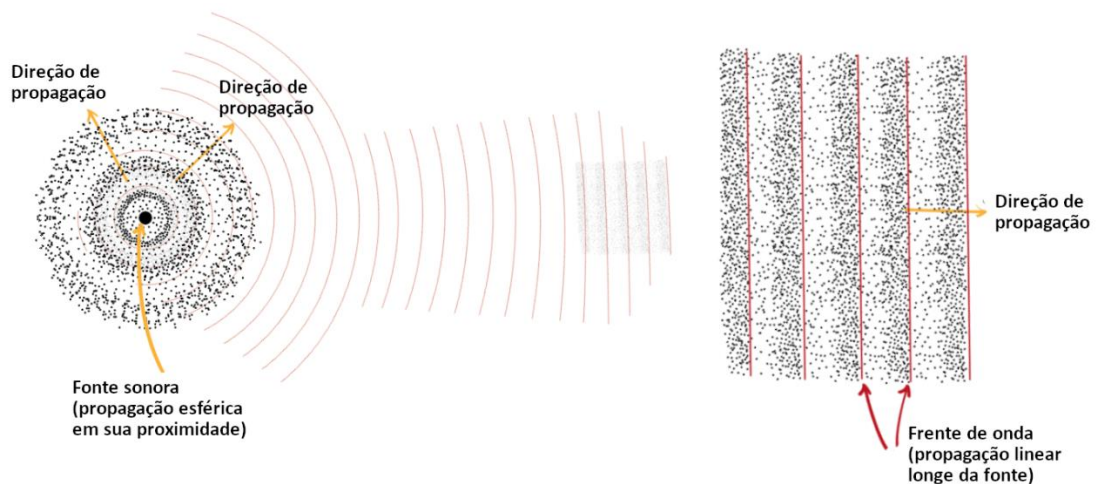 Direção de
propagação
Direção de
propagação
Fonte sonora
(propagação esférica
em sua proximidade)
Direção de
propagação
Frente de onda
(propagação linear
longe da fonte)